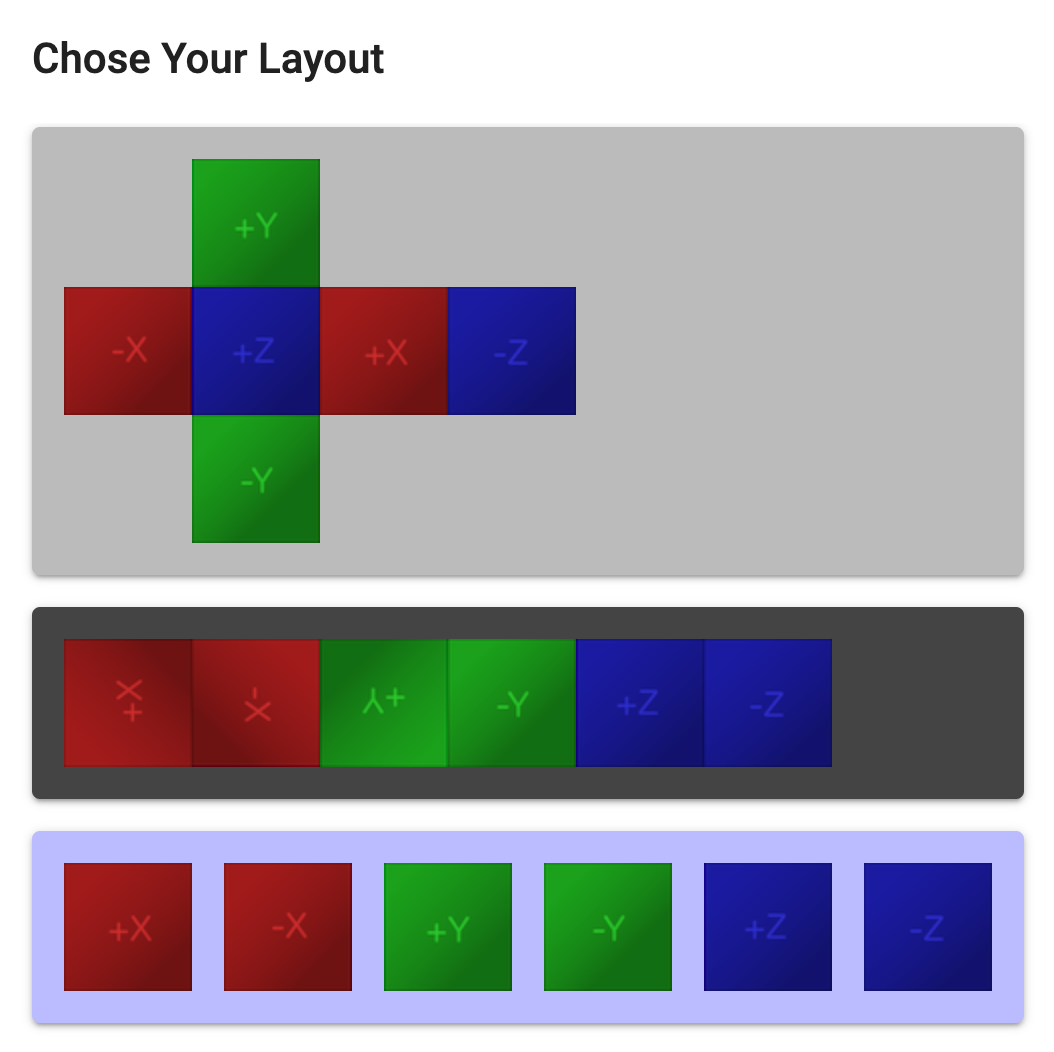 Chose Your Layout
+Y
-X +Z +X -Z
-Y
+X -X +Y -Y +Z -Z
+X -X +Y -Y +Z -Z